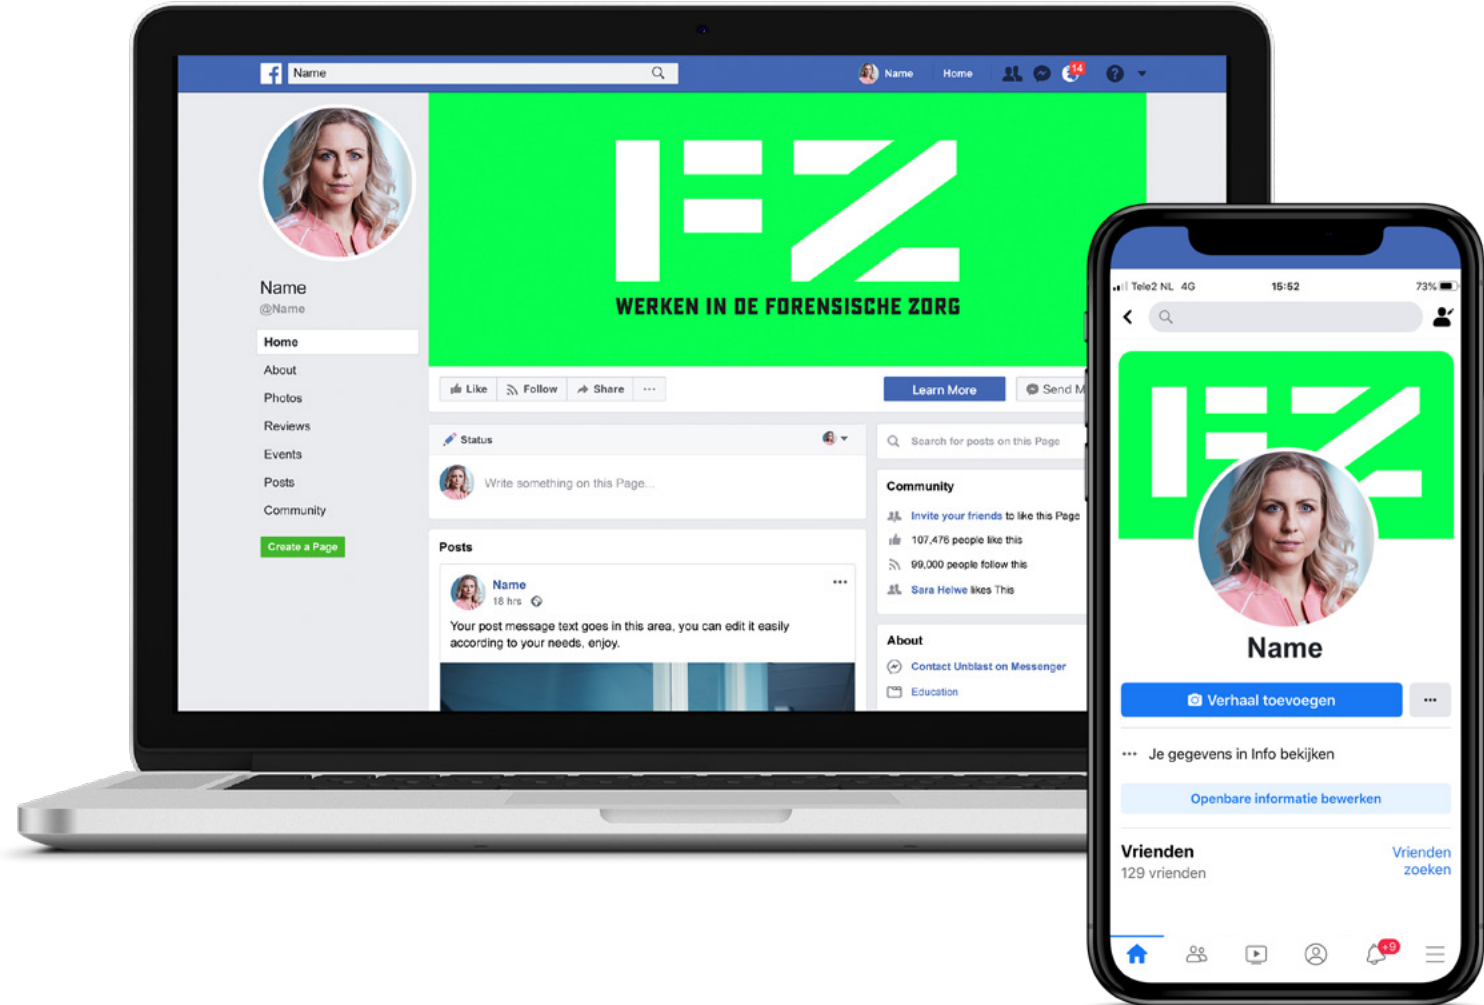 Name
Name
Home
14
Name
@Name
Home
About
Photos
Reviews
Events
Posts
Community
Create a Page
FZ
WERKEN IN DE FORENSISCHE ZORG
Like
Follow
Share
Learn More
Send M
Status
Write something on this Page...
Posts
Name
18 hrs
Your post message text goes in this area, you can edit it easily
according to your needs, enjoy.
Search for posts on this Page
Community
Invite your friends to like this Page
107,476 people like this
99,000 people follow this
Sara Helwe likes This
About
Contact Unblast on Messenger
Education
Tele2 NL 4G
15:52
73%
FZ
Name
Verhaal toevoegen
Je gegevens in Info bekijken
Openbare informatie bewerken
Vrienden
129 vrienden
Vrienden
zoeken
+9